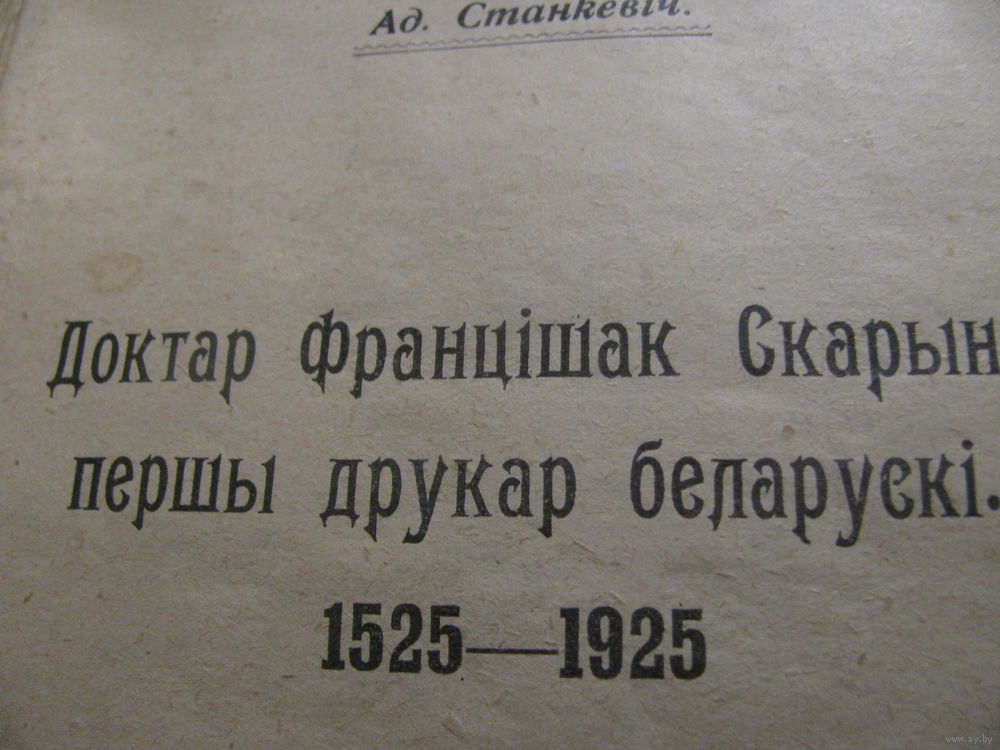 Ад. Станкевіч.
Доктар Францішак Скарын
першы друкар беларускі.
1525—1925
www.ay.by